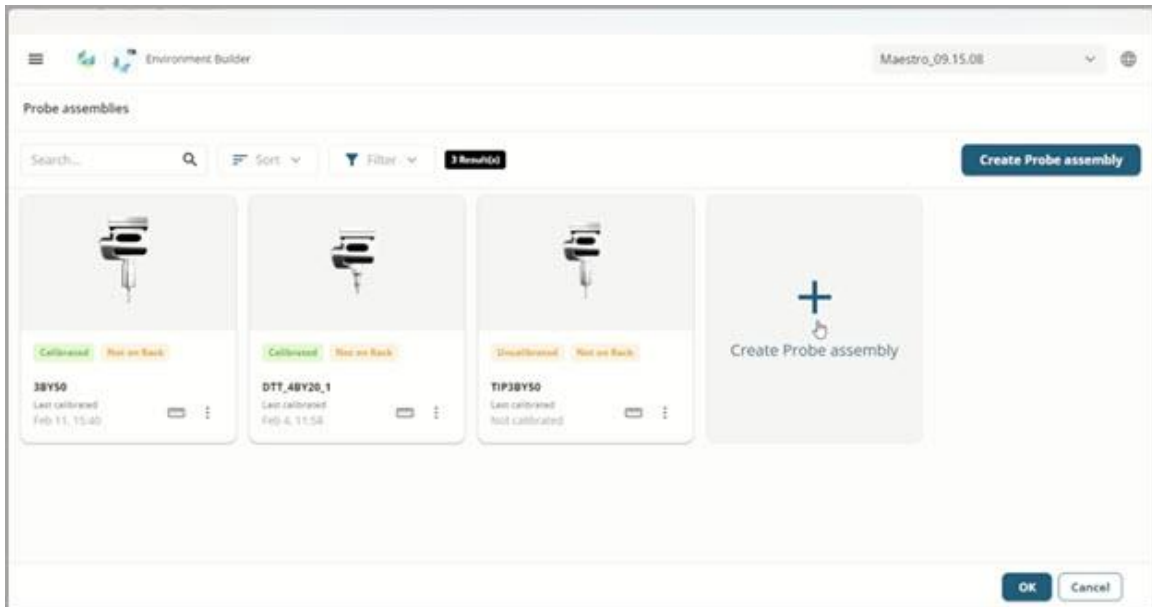 Environment Builder
Maestro_09.15.08
Probe assemblies
Search...
Sort
Filter
3 Result(s)
Create Probe assembly
Calibrated Not on Rack
3BY50
Last calibrated
Feb 11, 15:40
Calibrated Not on Rack
DTT_4BY20_1
Last calibrated
Feb 4, 11:58
Uncalibrated Not on Rack
TIP3BY50
Last calibrated
Not calibrated
Create Probe assembly
OK
Cancel